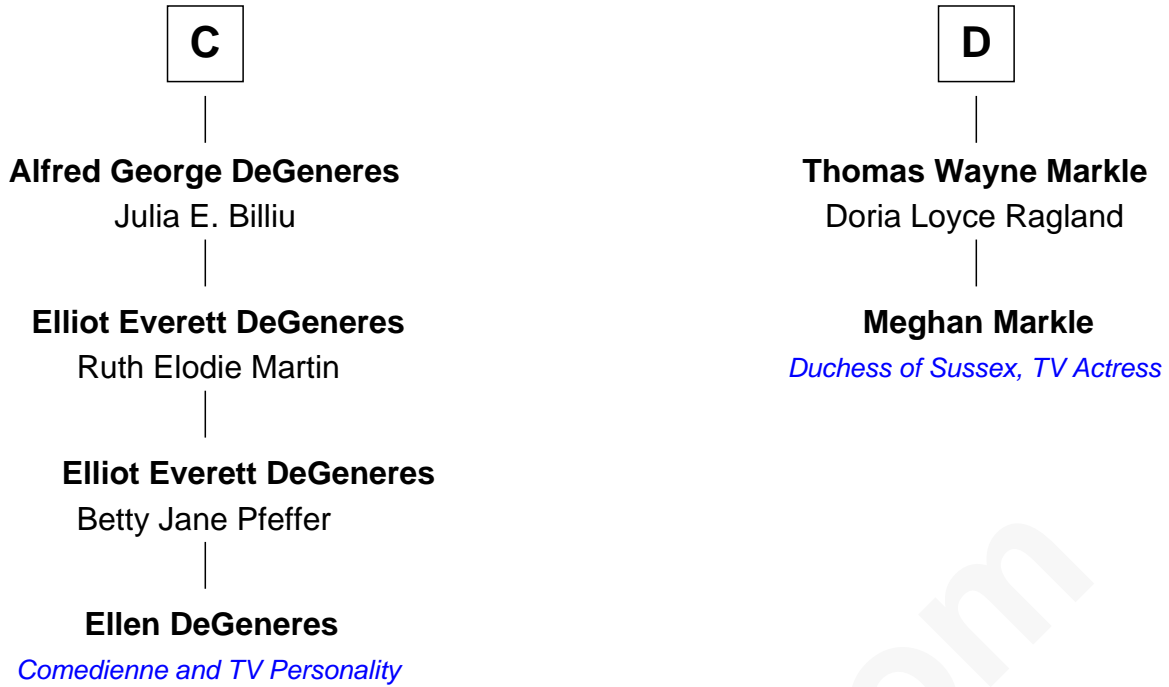 C
Alfred George DeGeneres
Julia E. Billiu
Elliot Everett DeGeneres
Ruth Elodie Martin
Elliot Everett DeGeneres
Betty Jane Pfeffer
Ellen DeGeneres
Comedienne and TV Personality
D
Thomas Wayne Markle
Doria Loyce Ragland
Meghan Markle
Duchess of Sussex, TV Actress
om